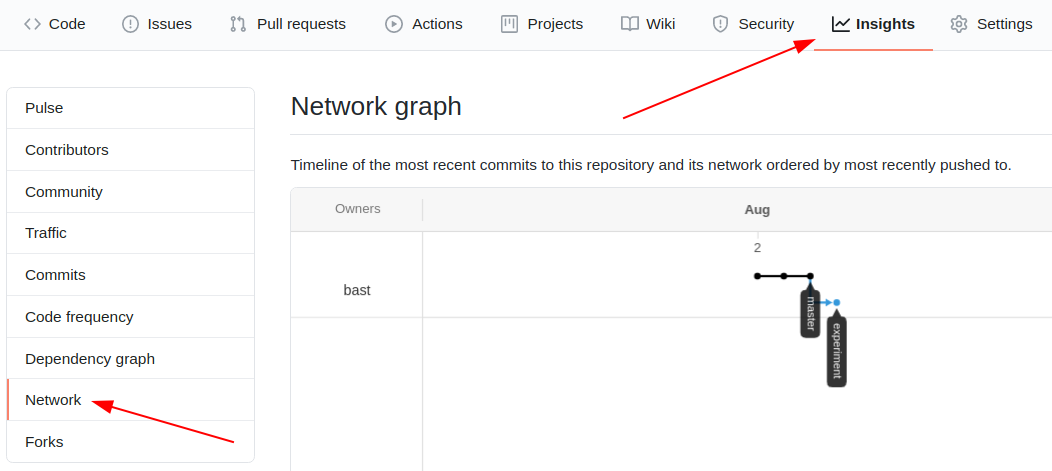 Code Issues Pull requests Actions Projects Wiki Security Insights Settings
Pulse
Contributors
Community
Traffic
Commits
Code frequency
Dependency graph
Network
Forks
Network graph
Timeline of the most recent commits to this repository and its network ordered by most recently pushed to.
Owners Aug
2
bast
master
experiment